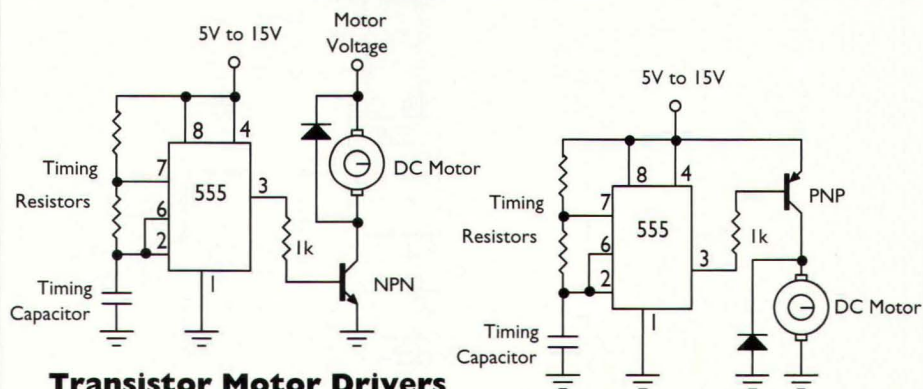 5V to 15V
Motor
Voltage
8
4
7
Timing
Resistors
555
3
6
2
1k
DC Motor
NPN
1
Timing
Capacitor
5V to 15V
8
4
PNP
7
Timing
Resistors
555
6
2
3
1k
1
DC Motor
Timing
Capacitor
Transistor Motor Drivers